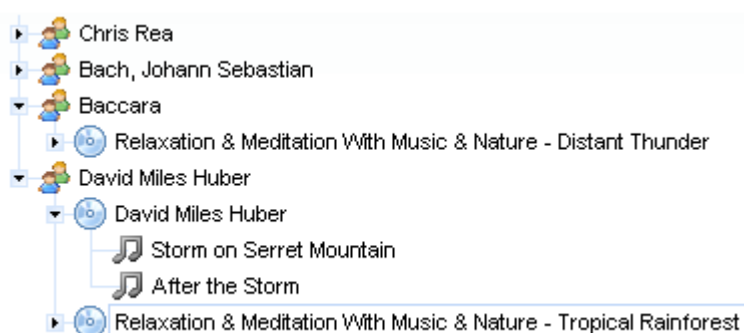 Chris Rea
Bach, Johann Sebastian
Baccara
Relaxation & Meditation With Music & Nature - Distant Thunder
David Miles Huber
David Miles Huber
Storm on Serret Mountain
After the Storm
Relaxation & Meditation With Music & Nature - Tropical Rainforest